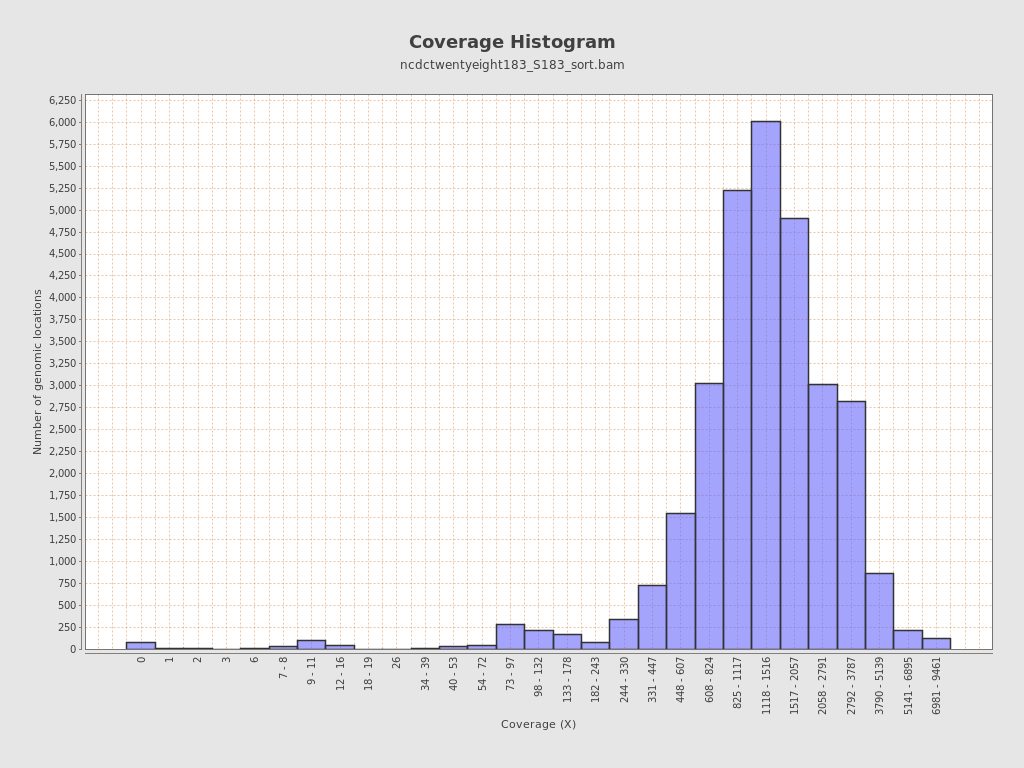 Coverage Histogram
ncdctwentyeight183_S183_sort.bam
Number of genomic locations
6,250
6,000
5,750
5,500
5,250
5,000
4,750
4,500
4,250
4,000
3,750
3,500
3,250
3,000
2,750
2,500
2,250
2,000
1,750
1,500
1,250
1,000
750
500
250
0
0
1
2
3
6
7 - 8
9 - 11
12 - 16
18 - 19
26
34 - 39
40 - 53
54 - 72
73 - 97
98 - 132
133 - 178
182 - 243
244 - 330
331 - 447
448 - 607
608 - 824
825 - 1117
1118 - 1516
1517 - 2057
2058 - 2791
2792 - 3787
3790 - 5139
5141 - 6895
6981 - 9461
Coverage (X)